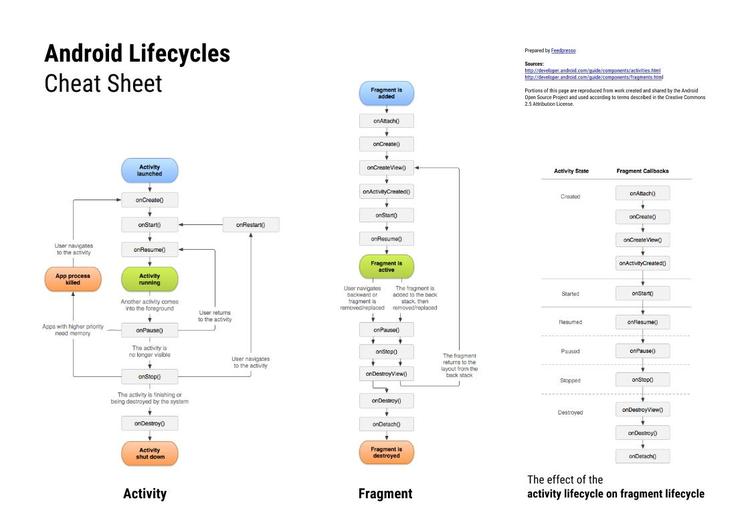 Android Lifecycles
Cheat Sheet
Prepared by Feedpresso
Sources:
http://developer.android.com/guide/components/activities.html
http://developer.android.com/guide/components/fragments.html
Portions of this page are reproduced from work created and shared by the Android
Open Source Project and used according to terms described in the Creative Commons
2.5 Attribution License.
Activity
launched
onCreate()
onStart()
onRestart()
onResume()
User navigates
to the activity
App process
killed
Activity
running
Another activity comes
into the foreground
User returns
to the activity
Apps with higher priority
need memory
onPause()
The activity is
no longer visible
User navigates
to the activity
onStop()
The activity is finishing or
being destroyed by the system
onDestroy()
Activity
shut down
Activity
Fragment is
added
onAttach()
onCreate()
onCreateView()
onActivityCreated()
onStart()
onResume()
Fragment is
active
User navigates
backward or
fragment is
removed/replaced
The fragment is
added to the back
stack, then
removed/replaced
onPause()
onStop()
onDestroyView()
The fragment
returns to the
layout from the
back stack
onDestroy()
onDetach()
Fragment is
destroyed
Fragment
Activity State
Fragment Callbacks
Created
onAttach()
onCreate()
onCreateView()
onActivityCreated()
Started
onStart()
Resumed
onResume()
Paused
onPause()
Stopped
onStop()
Destroyed
onDestroyView()
onDestroy()
onDetach()
The effect of the
activity lifecycle on fragment lifecycle